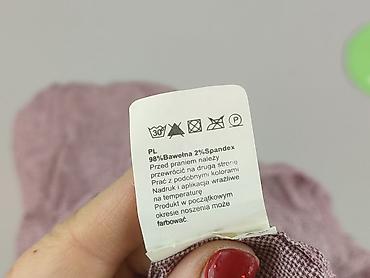 30°
P
PL
98%Bawełna 2%Spandex
Przed praniem należy
przewrócić na drugą stronę
Prać z podobnymi kolorami
Nadruk i aplikacje wrażliwe
na temperaturę
Produkt w początkowym
okresie noszenia może
farbować.